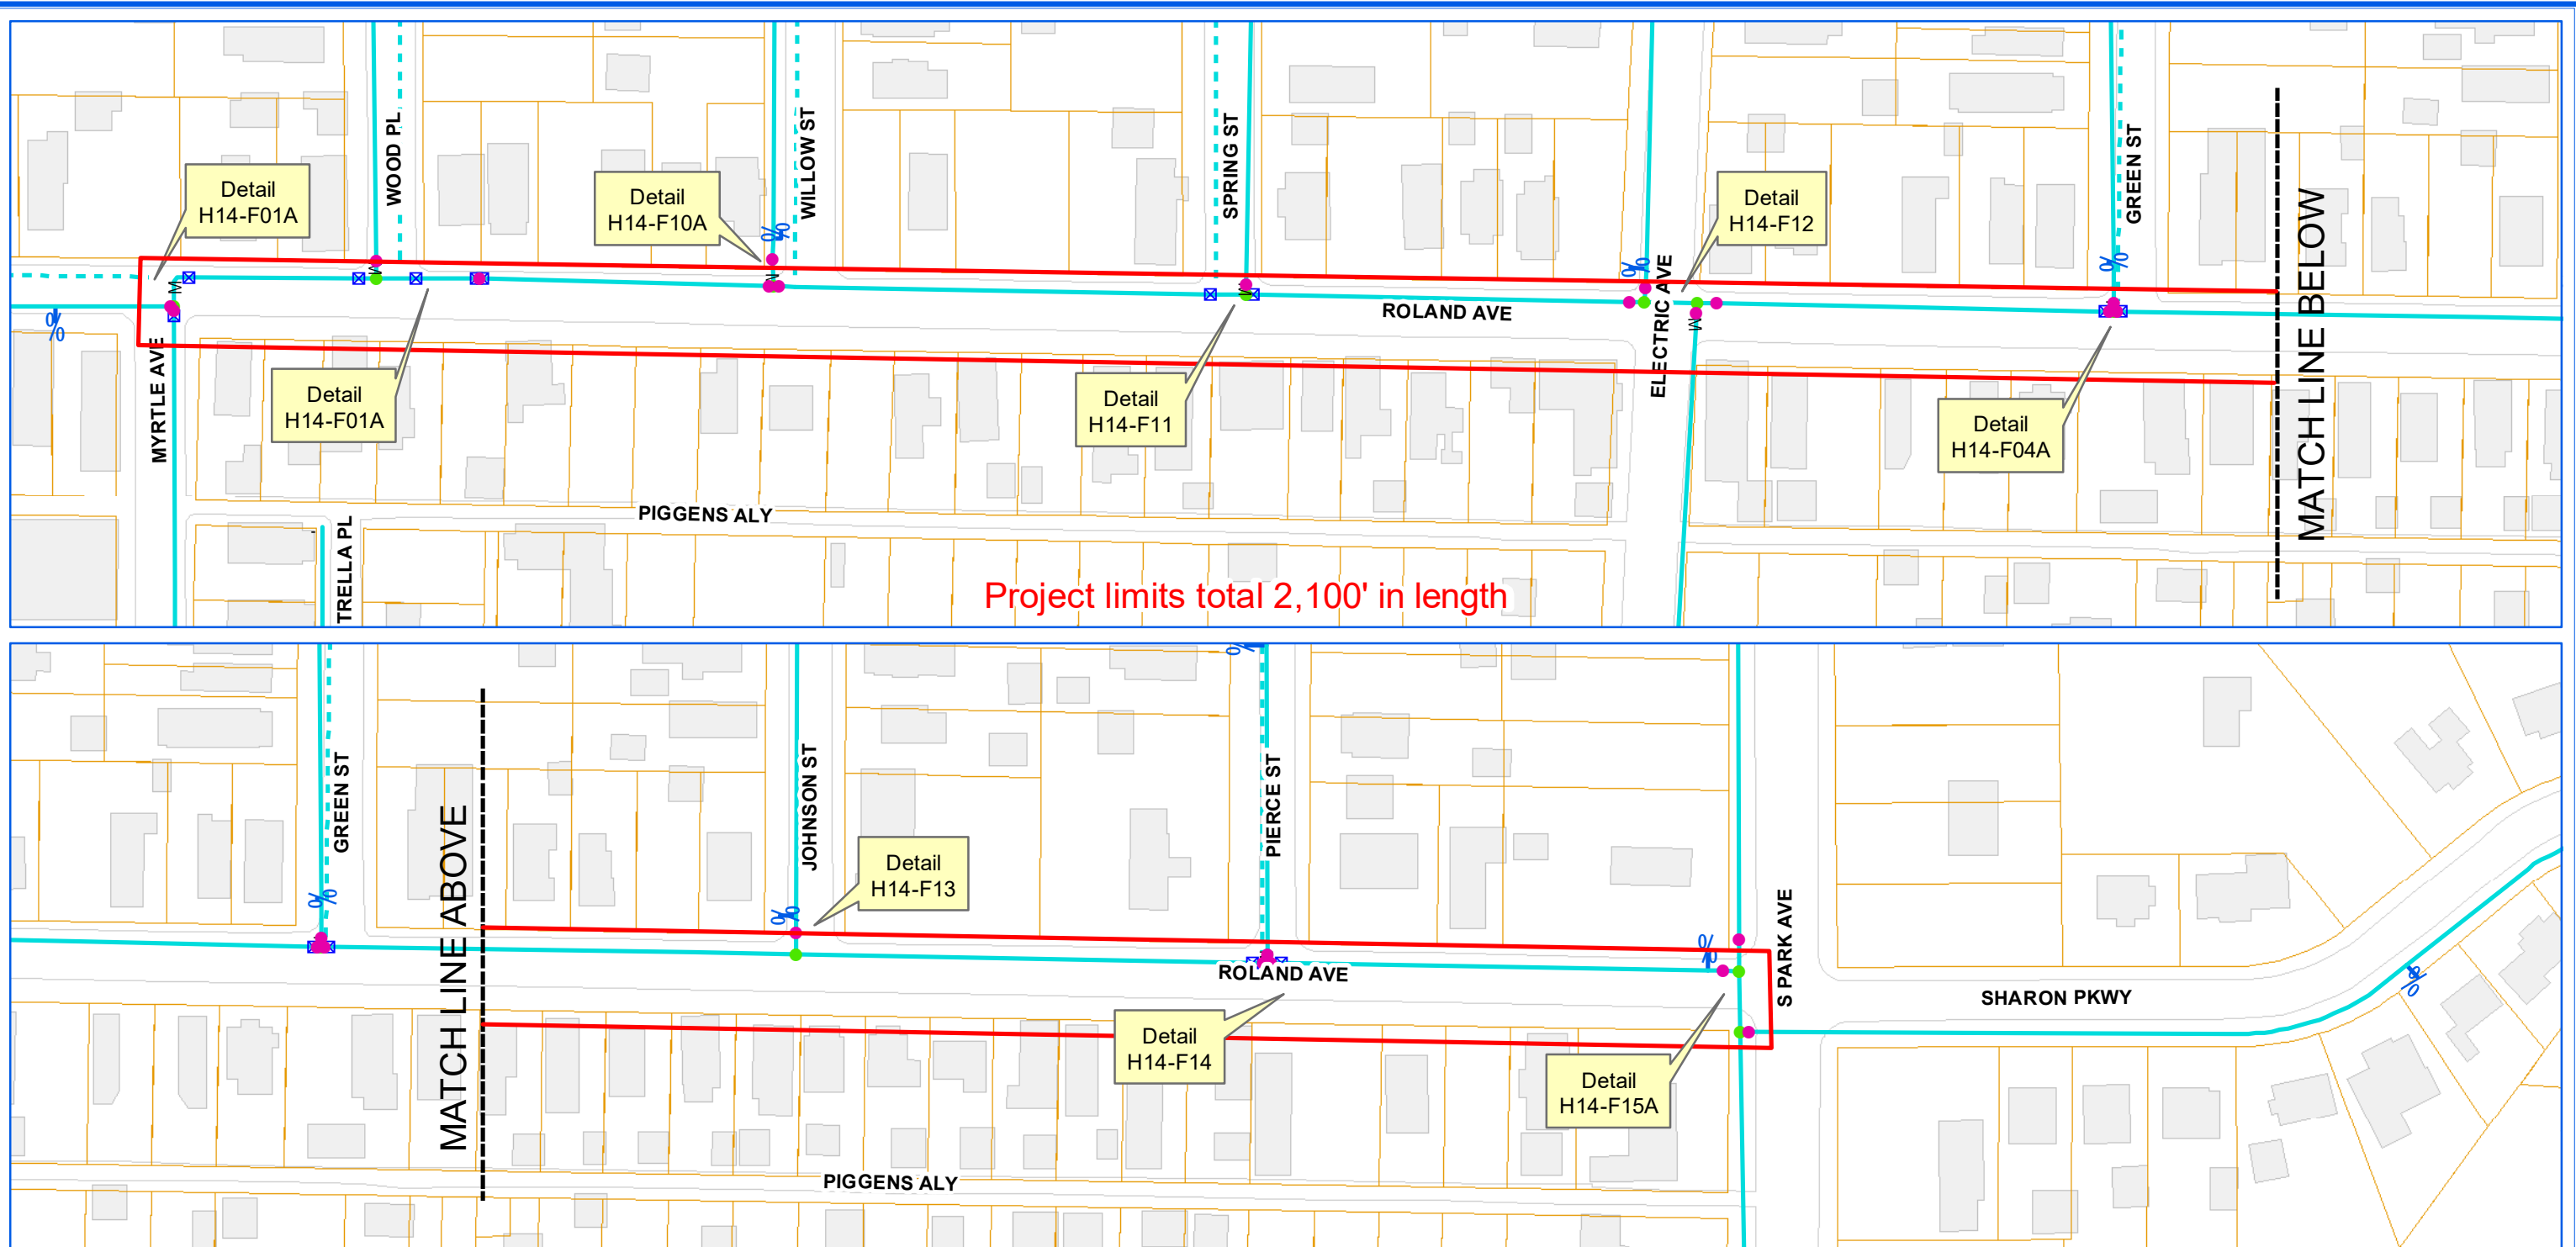 WOOD PL
WILLOW ST
SPRING ST
GREEN ST
Detail
H14-F01A
Detail
H14-F10A
Detail
H14-F12
MATCH LINE BELOW
%
%
%
%
%
%
%
%
M
M
M
M
M
ROLAND AVE
ELECTRIC AVE
MYRTLE AVE
Detail
H14-F01A
Detail
H14-F11
Detail
H14-F04A
PIGGENS ALY
TRELLA PL
Project limits total 2,100' in length
%
GREEN ST
MATCH LINE ABOVE
JOHNSON ST
PIERCE ST
Detail
H14-F13
%
%
%
%
%
S PARK AVE
ROLAND AVE
SHARON PKWY
%
Detail
H14-F14
Detail
H14-F15A
PIGGENS ALY